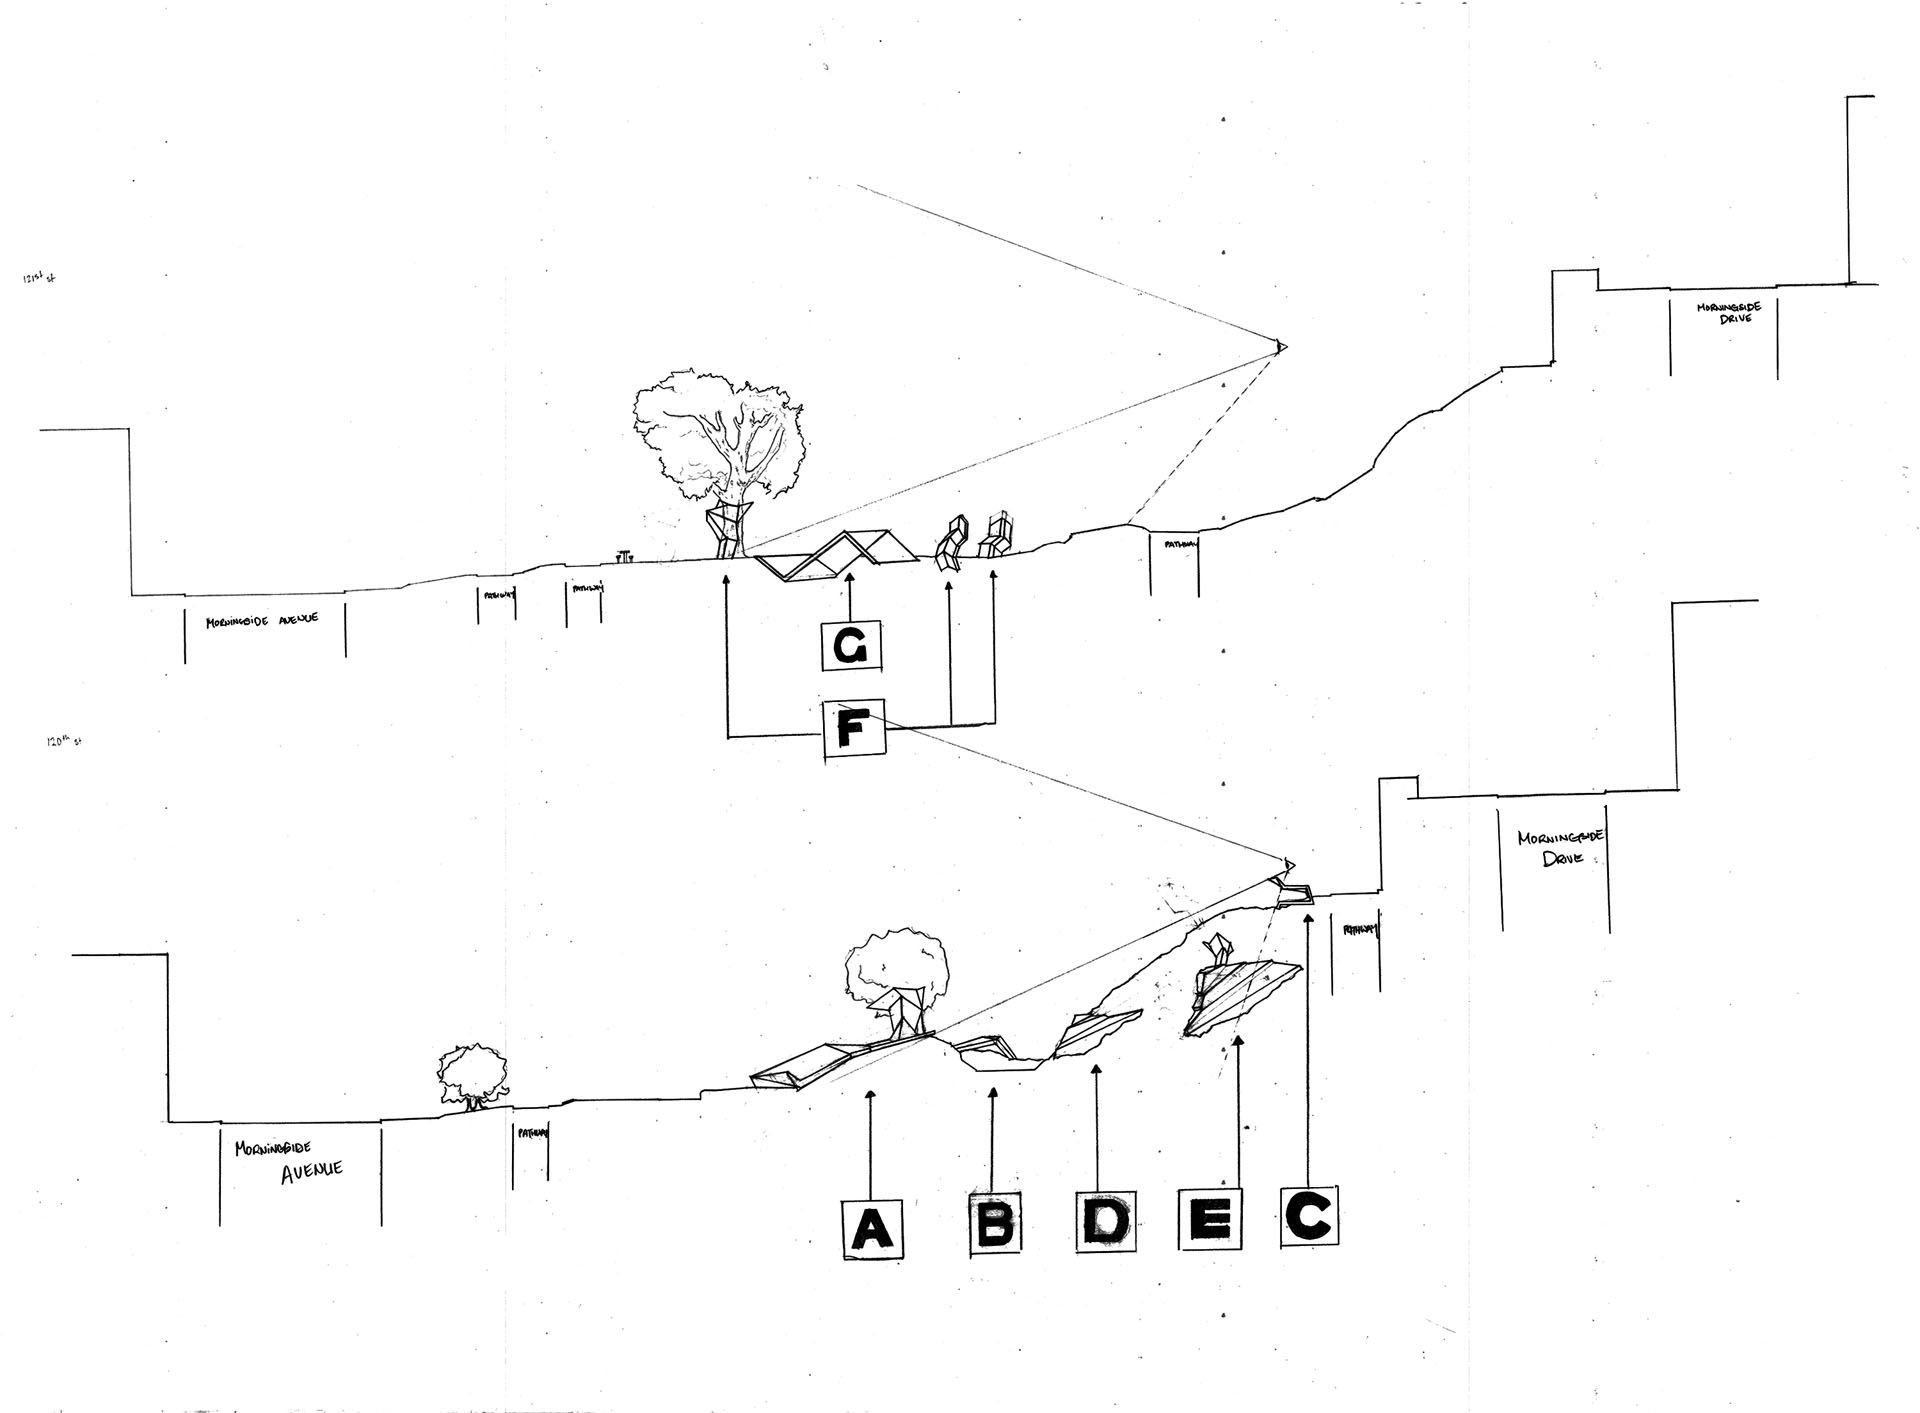 121st st
MORNINGSIDE
DRIVE
PATHWAY
PATHWAY
PATHWAY
MORNINGSIDE AVENUE
G
F
120th st
MORNINGSIDE
DRIVE
PATHWAY
PATHWAY
MORNINGSIDE
AVENUE
A
B
D
E
C